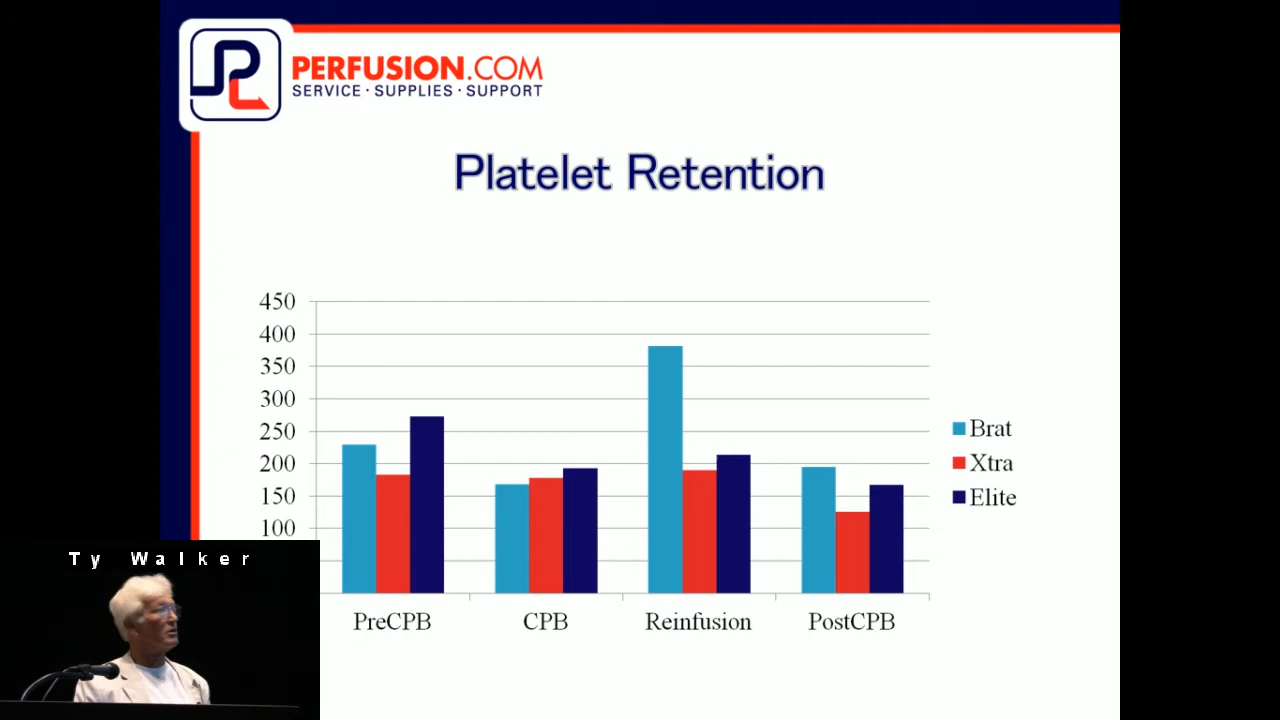 PERFUSION.COM
SERVICE · SUPPLIES · SUPPORT
Platelet Retention
450
400
350
300
250
200
150
100
PreCPB
CPB
Reinfusion
PostCPB
Brat
Xtra
Elite
Ty Walker